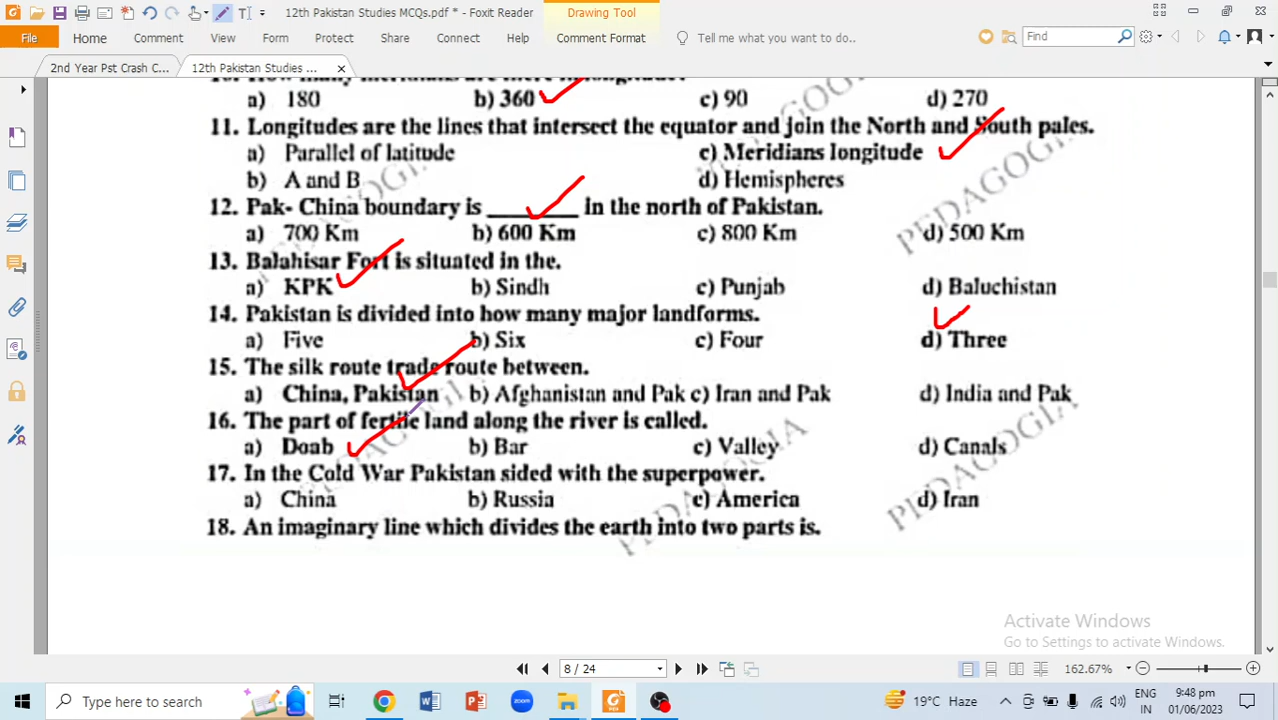 12th Pakistan Studies MCQs.pdf * - Foxit Reader
Drawing Tool
File Home Comment View Form Protect Share Connect Help Comment Format Tell me what you want to do.. Find
2nd Year Pst Crash C... 12th Pakistan Studies ...
a) 180 b) 360 c) 90 d) 270
11. Longitudes are the lines that intersect the equator and join the North and South pales.
a) Parallel of latitude c) Meridians longitude
b) A and B d) Hemispheres
12. Pak- China boundary is ________ in the north of Pakistan.
a) 700 Km b) 600 Km c) 800 Km d) 500 Km
13. Balahisar Fort is situated in the.
a) KPK b) Sindh c) Punjab d) Baluchistan
14. Pakistan is divided into how many major landforms.
a) Five b) Six c) Four d) Three
15. The silk route trade route between.
a) China, Pakistan b) Afghanistan and Pak c) Iran and Pak d) India and Pak
16. The part of fertile land along the river is called.
a) Doab b) Bar c) Valley d) Canals
17. In the Cold War Pakistan sided with the superpower.
a) China b) Russia c) America d) Iran
18. An imaginary line which divides the earth into two parts is.
PEDAGOGIA
Activate Windows
Go to Settings to activate Windows.
8 / 24
162.67%
Type here to search
zoom
19°C Haze
ENG
IN
9:48 pm
01/06/2023